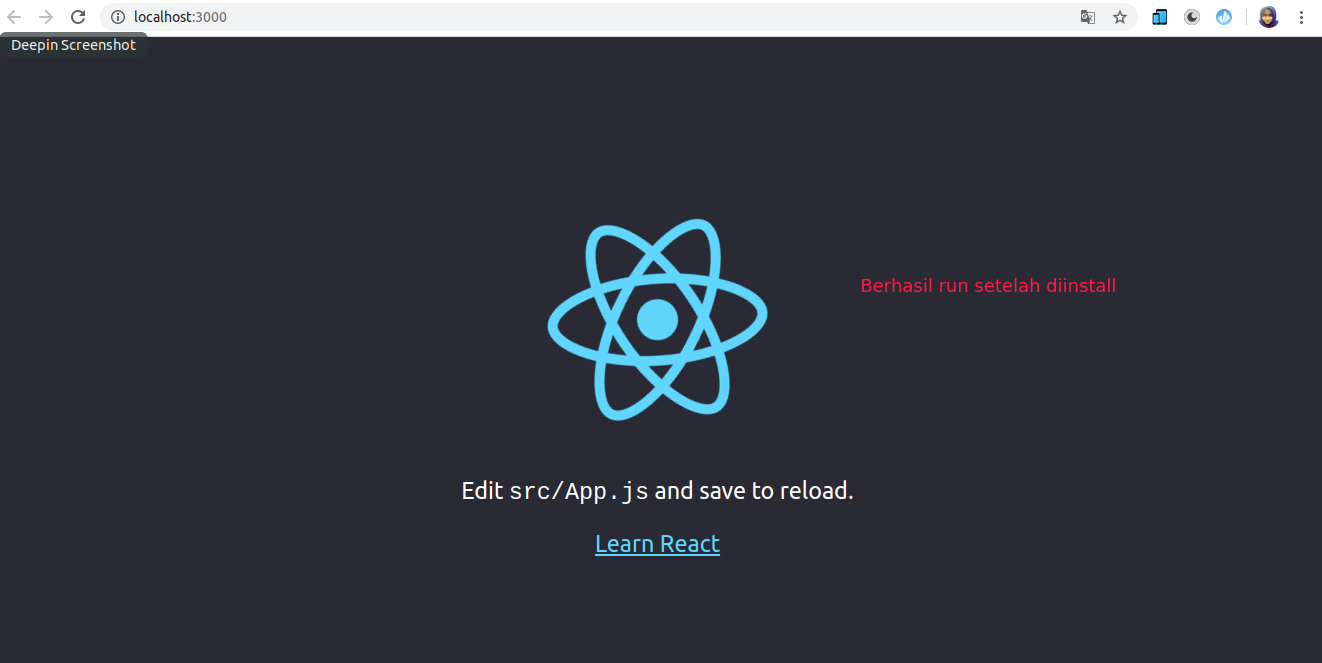 localhost:3000
Deepin Screenshot
Berhasil run setelah diinstall
Edit src/App.js and save to reload.
Learn React